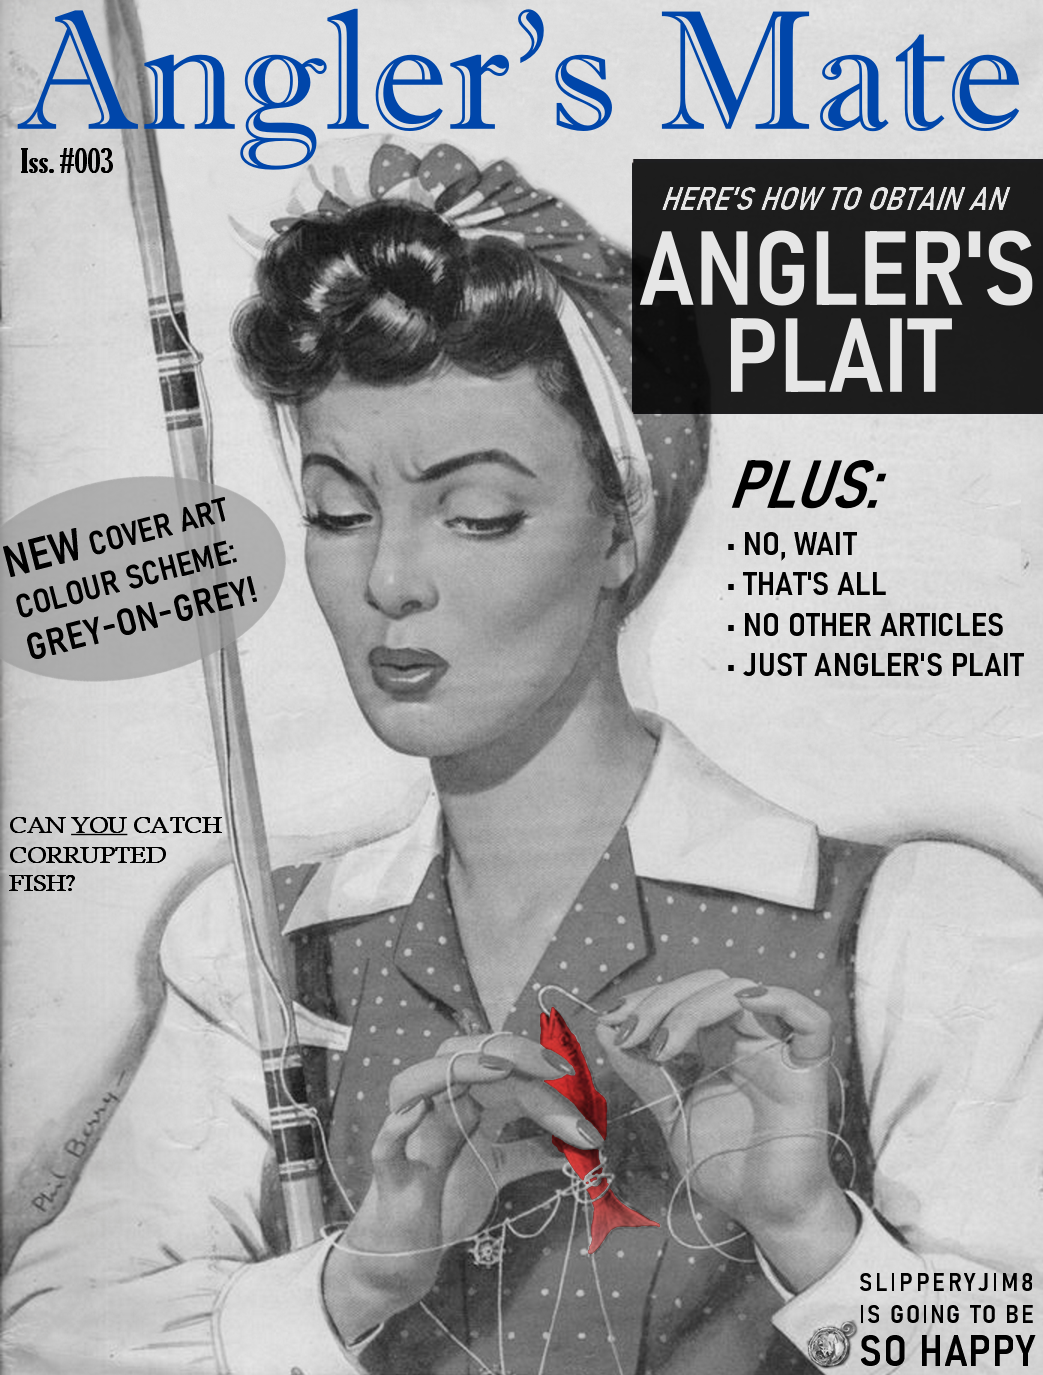 Angler's Mate
Iss. #003
HERE'S HOW TO OBTAIN AN
ANGLER'S
PLAIT
PLUS:
· NO, WAIT
· THAT'S ALL
· NO OTHER ARTICLES
· JUST ANGLER'S PLAIT
NEW COVER ART
COLOUR SCHEME:
GREY-ON-GREY!
CAN YOU CATCH
CORRUPTED
FISH?
Phil Berry
SLIPPERYJIM8
IS GOING TO BE
SO HAPPY